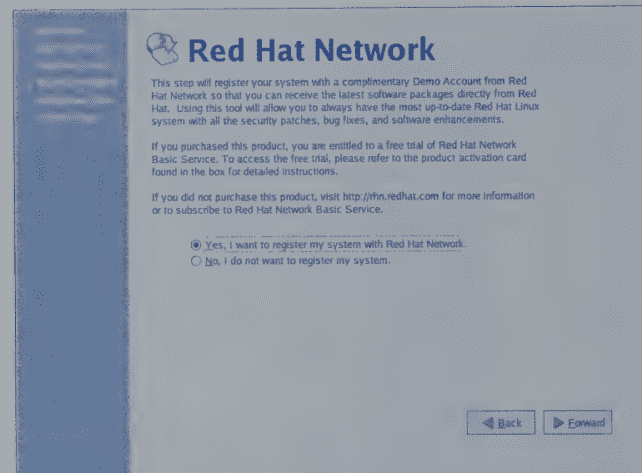 Red Hat Network
This step will register your system with a complimentary Demo Account from Red
Hat Network so that you can receive the latest software packages directly from Red
Hat. Using this tool will allow you to always have the most up-to-date Red Hat Linux
system with all the security patches, bug fixes, and software enhancements.
If you purchased this product, you are entitled to a free trial of Red Hat Network
Basic Service. To access the free trial, please refer to the product activation card
found in the box for detailed instructions.
If you did not purchase this product, visit http://rhn.redhat.com for more information
or to subscribe to Red Hat Network Basic Service.
Yes, I want to register my system with Red Hat Network.
No, I do not want to register my system.
Back
Forward